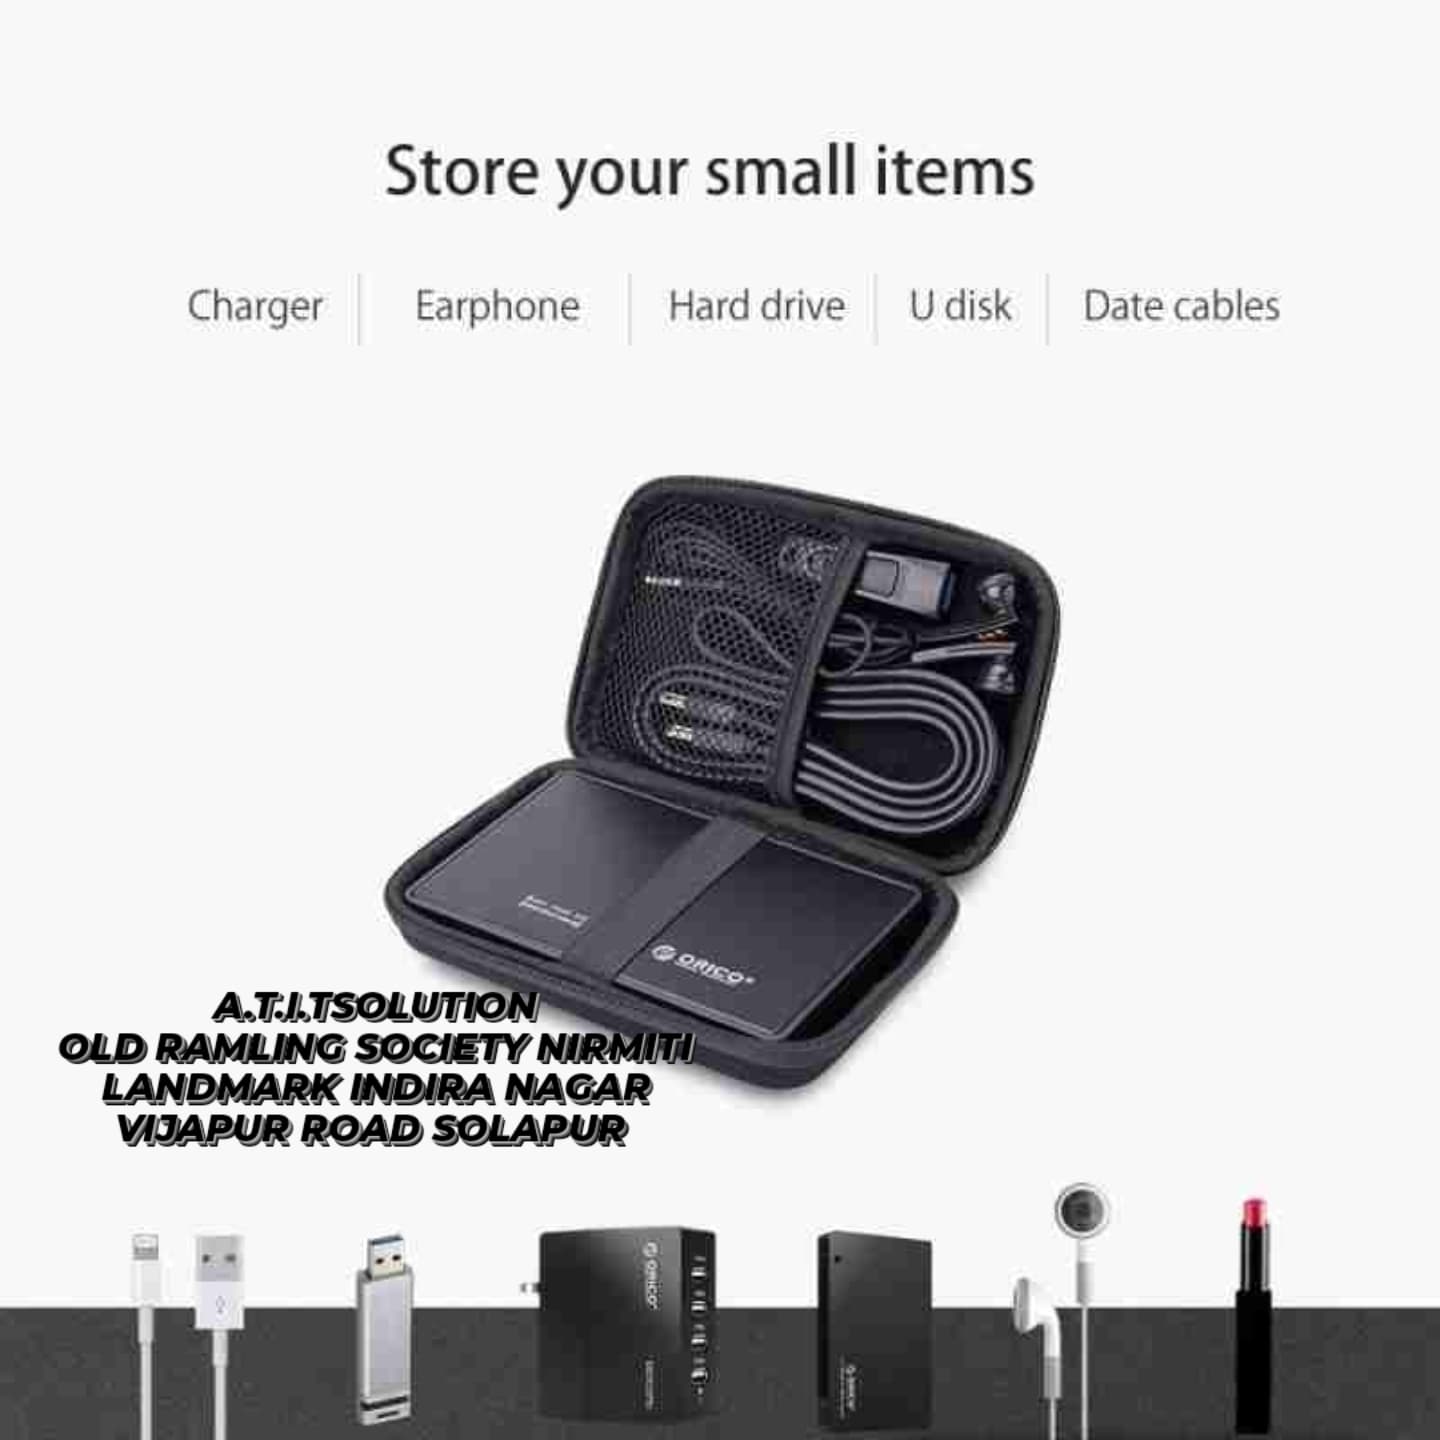 Store your small items
Charger
Earphone
Hard drive
U disk
Date cables
ORICO
A.T.I.TSOLUTION
OLD RAMLING SOCIETY NIRMITI
LANDMARK INDIRA NAGAR
VIJAPUR ROAD SOLAPUR
ORICO
ORICO